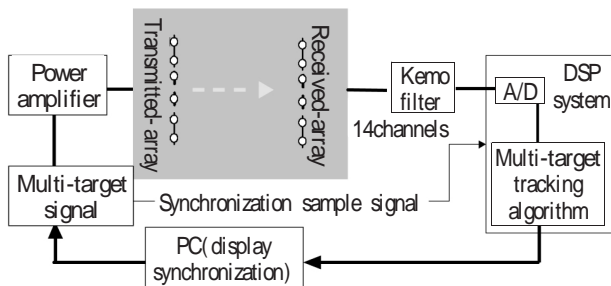 Transmitted-array
Received-array
Power
amplifier
Kemo
filter
14channels
DSP
system
A/D
Multi-target
signal
Synchronization sample signal
Multi-target
tracking
algorithm
PC(display
synchronization)